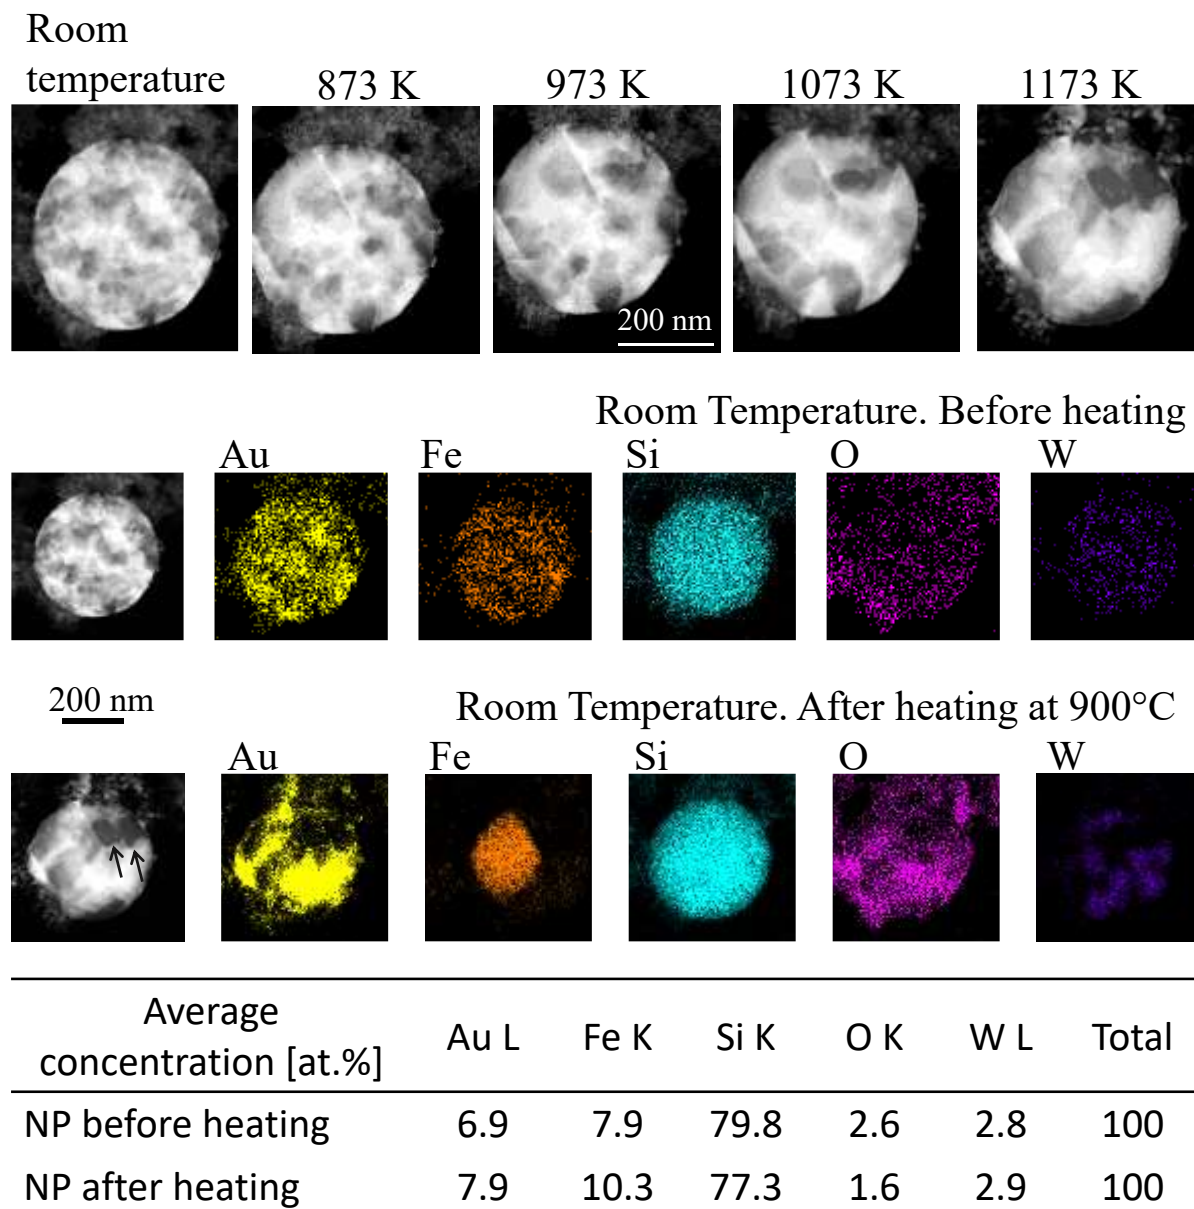 Room
temperature
873 K
973 K
1073 K
1173 K
200 nm
Room Temperature. Before heating
Au
Fe
Si
O
W
200 nm
Room Temperature. After heating at 900°C
Au
Fe
Si
O
W
Average
concentration [at.%]
Au L
Fe K
Si K
O K
W L
Total
NP before heating
6.9
7.9
79.8
2.6
2.8
100
NP after heating
7.9
10.3
77.3
1.6
2.9
100